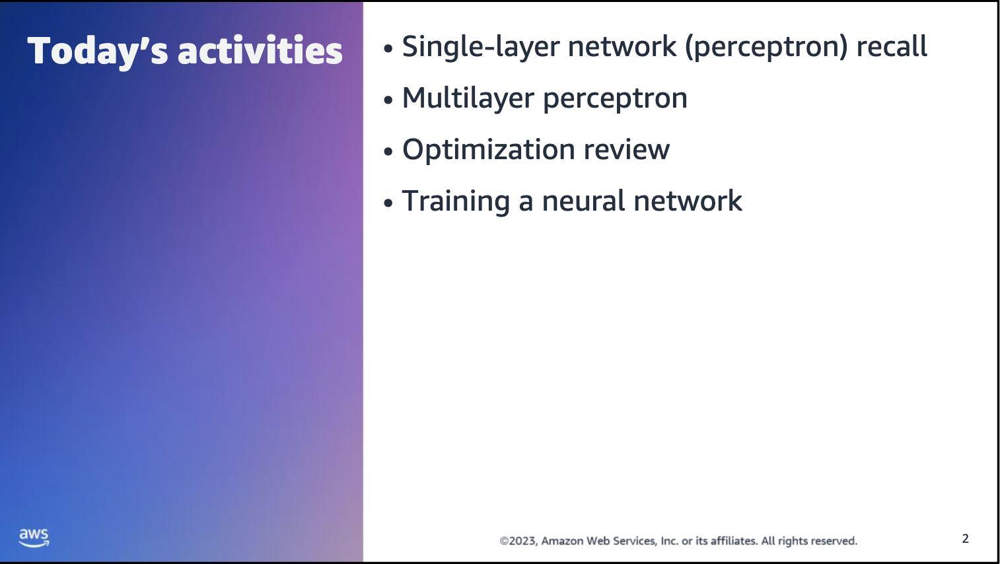 Today’s activities
• Single-layer network (perceptron) recall
• Multilayer perceptron
• Optimization review
• Training a neural network
aws
©2023, Amazon Web Services, Inc. or its affiliates. All rights reserved.
2